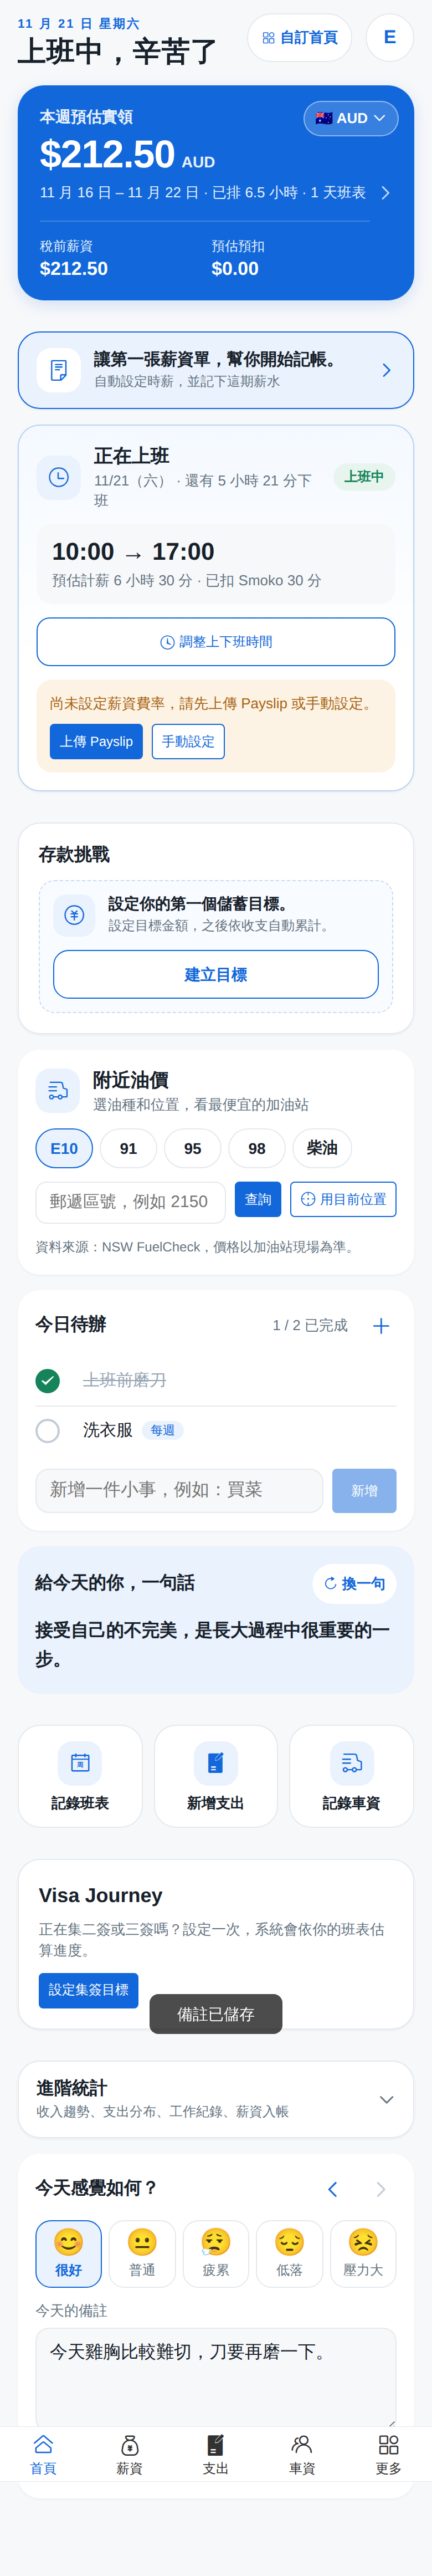 11 月 21 日 星期六
上班中，辛苦了
自訂首頁
E
本週預估實領
🇦🇺 AUD
$212.50 AUD
11 月 16 日 – 11 月 22 日 · 已排 6.5 小時 · 1 天班表
稅前薪資
預估預扣
$212.50
$0.00
讓第一張薪資單，幫你開始記帳。
自動設定時薪，並記下這期薪水
正在上班
11/21（六） · 還有 5 小時 21 分下
班
上班中
10:00 → 17:00
預估計薪 6 小時 30 分 · 已扣 Smoko 30 分
調整上下班時間
尚未設定薪資費率，請先上傳 Payslip 或手動設定。
上傳 Payslip
手動設定
存款挑戰
設定你的第一個儲蓄目標。
設定目標金額，之後依收支自動累計。
建立目標
附近油價
選油種和位置，看最便宜的加油站
E10
91
95
98
柴油
郵遞區號，例如 2150
查詢
用目前位置
資料來源：NSW FuelCheck，價格以加油站現場為準。
今日待辦
1 / 2 已完成
上班前磨刀
洗衣服
每週
新增一件小事，例如：買菜
新增
給今天的你，一句話
換一句
接受自己的不完美，是長大過程中很重要的一
步。
周
記錄班表
新增支出
記錄車資
Visa Journey
正在集二簽或三簽嗎？設定一次，系統會依你的班表估
算進度。
設定集簽目標
備註已儲存
進階統計
收入趨勢、支出分布、工作紀錄、薪資入帳
今天感覺如何？
很好
普通
疲累
低落
壓力大
今天的備註
今天雞胸比較難切，刀要再磨一下。
首頁
薪資
支出
車資
更多